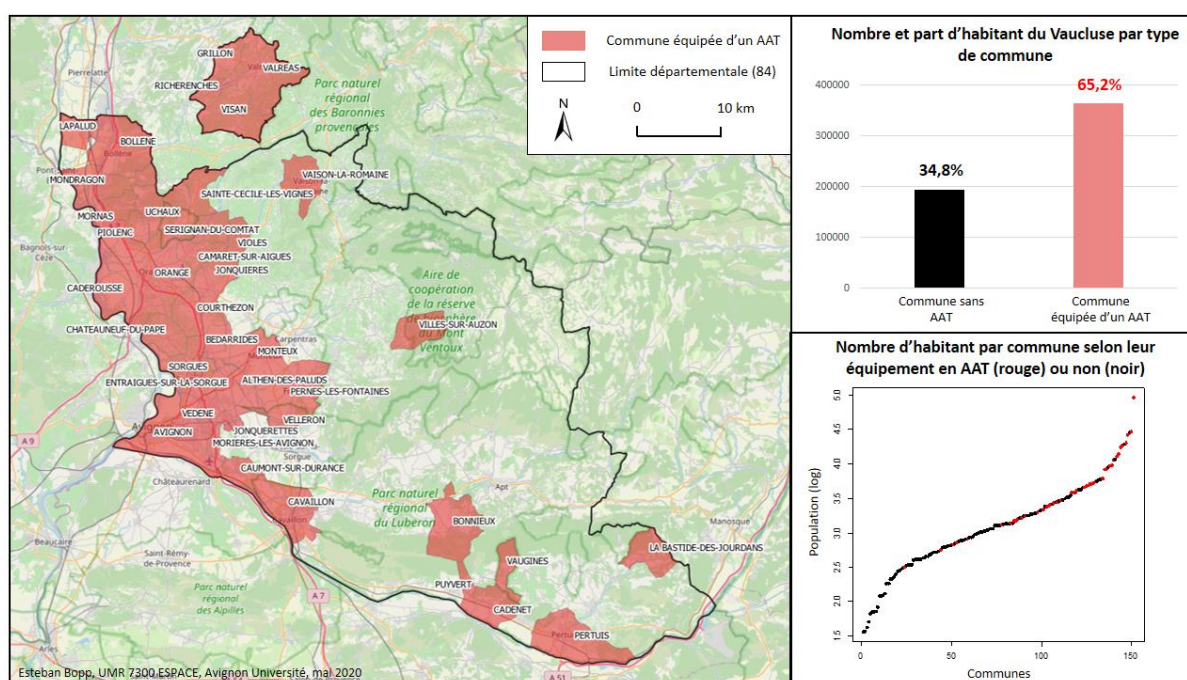 GRILLON
VALREAS
RICHERENCHES
VISAN
Pierrelatte
Parc naturel
régional
des Baronnies
provençales
LAPALUD
BOLLENE
Bollène
MONDRAGON
VAISON-LA-ROMAINE
SAINTE-CECILE-LES-VIGNES
MORNAS
UCHAUX
PIOLENC
SERIGNAN-DU-COMTAT
VIOLES
Bagnols-sur-
Cèze
CAMARET-SUR-AIGUES
ORANGE
JONQUIERES
CADEROUSSE
COURTHEZON
Aire de
coopération
de la réserve
de biosphère
du Mont
Ventoux
VILLES-SUR-AUZON
CHATEAUNEUF-DU-PAPE
BEDARRIDES
Carpentras
MONTEUX
SORGUES
ENTRAIGUES-SUR-LA-SORGUE
ALTHEN-DES-PALUDS
PERNES-LES-FONTAINES
VEDENE
VELLERON
Avignon
AVIGNON
JONQUERETTES
MORIERES-LES-AVIGNON
Sorgue
A 9
CAUMONT-SUR-DURANCE
Châteaurenard
CAVAILLON
Cavaillon
Parc naturel
régional
du Luberon
Apt
BONNIEUX
Manosque
Beaucaire
Saint-Rémy-
de-Provence
LA BASTIDE-DES-JOURDANS
VAUGINES
PUYVERT
CADENET
Parc naturel
régional
des Alpilles
A 7
PERTUIS
Arles
A 51
Esteban Bopp, UMR 7300 ESPACE, Avignon Université, mai 2020
Commune équipée d'un AAT
Limite départementale (84)
N
0 10 km
Nombre et part d'habitant du Vaucluse par type
de commune
400000
300000
200000
100000
0
34,8%
65,2%
Commune sans
AAT
Commune
équipée d'un AAT
Nombre d'habitant par commune selon leur
équipement en AAT (rouge) ou non (noir)
Population (log)
5.0
4.5
4.0
3.5
3.0
2.5
2.0
1.5
0 50 100 150
Communes